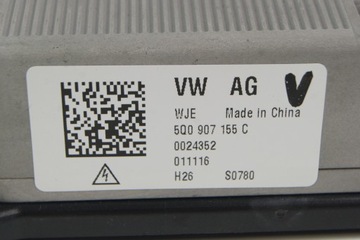 VW AG
WJE Made in China
5Q0 907 155 C
0024352
011116
H26 S0780